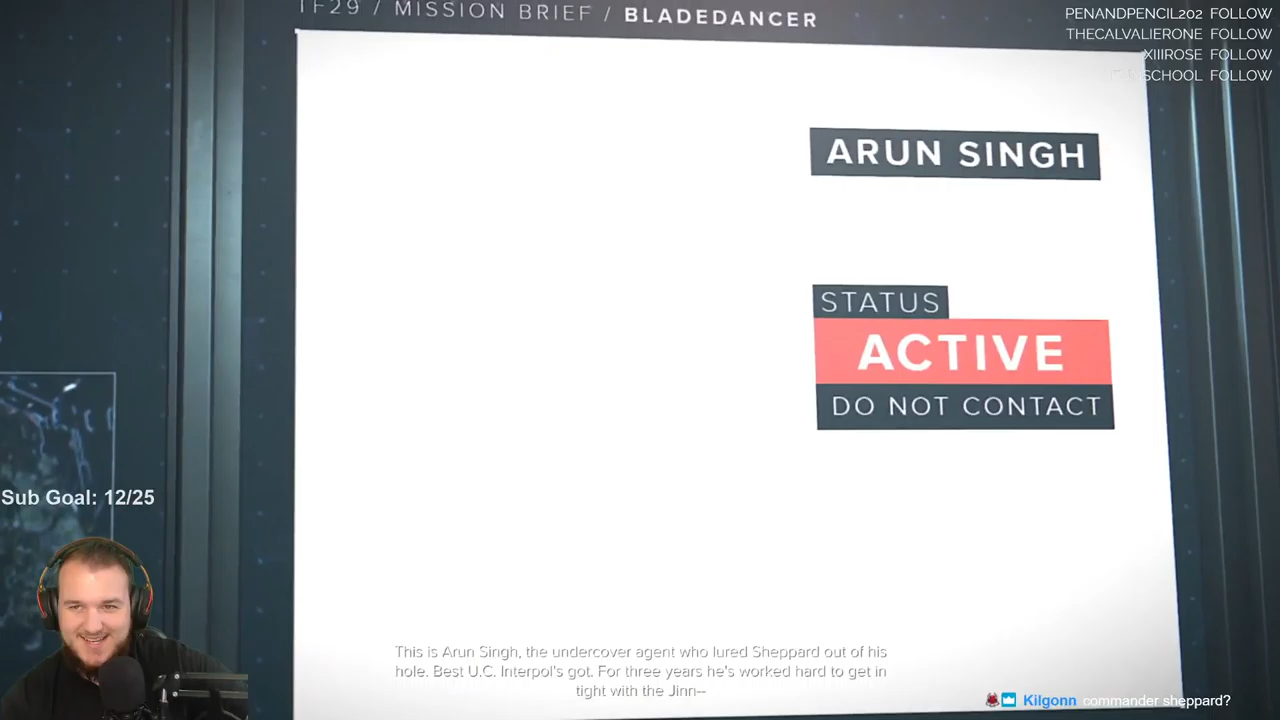 TF29 / MISSION BRIEF / BLADEDANCER
PENANDPENCIL202 FOLLOW
THECALVALIERONE FOLLOW
XIIIROSE FOLLOW
SCHOOL FOLLOW
ARUN SINGH
STATUS
ACTIVE
DO NOT CONTACT
Sub Goal: 12/25
This is Arun Singh, the undercover agent who lured Sheppard out of his
hole. Best U.C. Interpol's got. For three years he's worked hard to get in
tight with the Jinn--
Kilgonn commander sheppard?